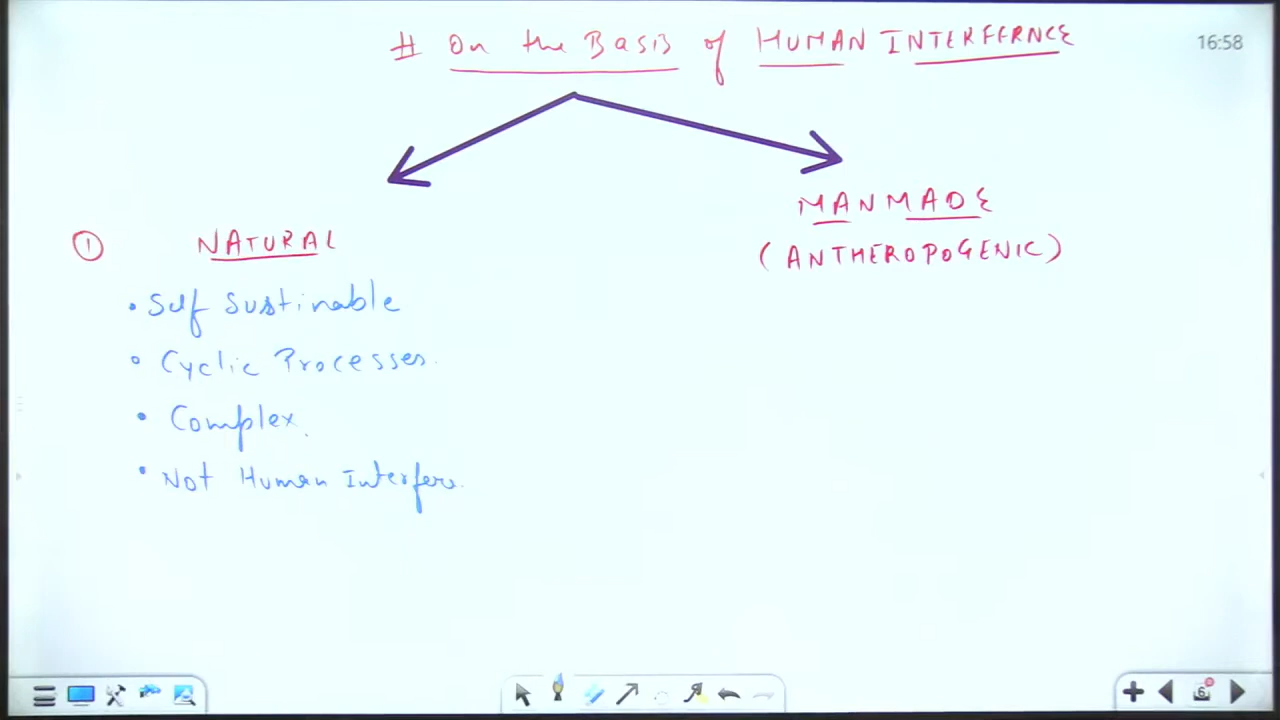 # On the Basis of HUMAN INTERFERNCE
16:58
MANMADE
(ANTHEROPOGENIC)
① NATURAL
• Self Sustinable
• Cyclic Processes.
• Complex.
• Not Human Interfere.
6